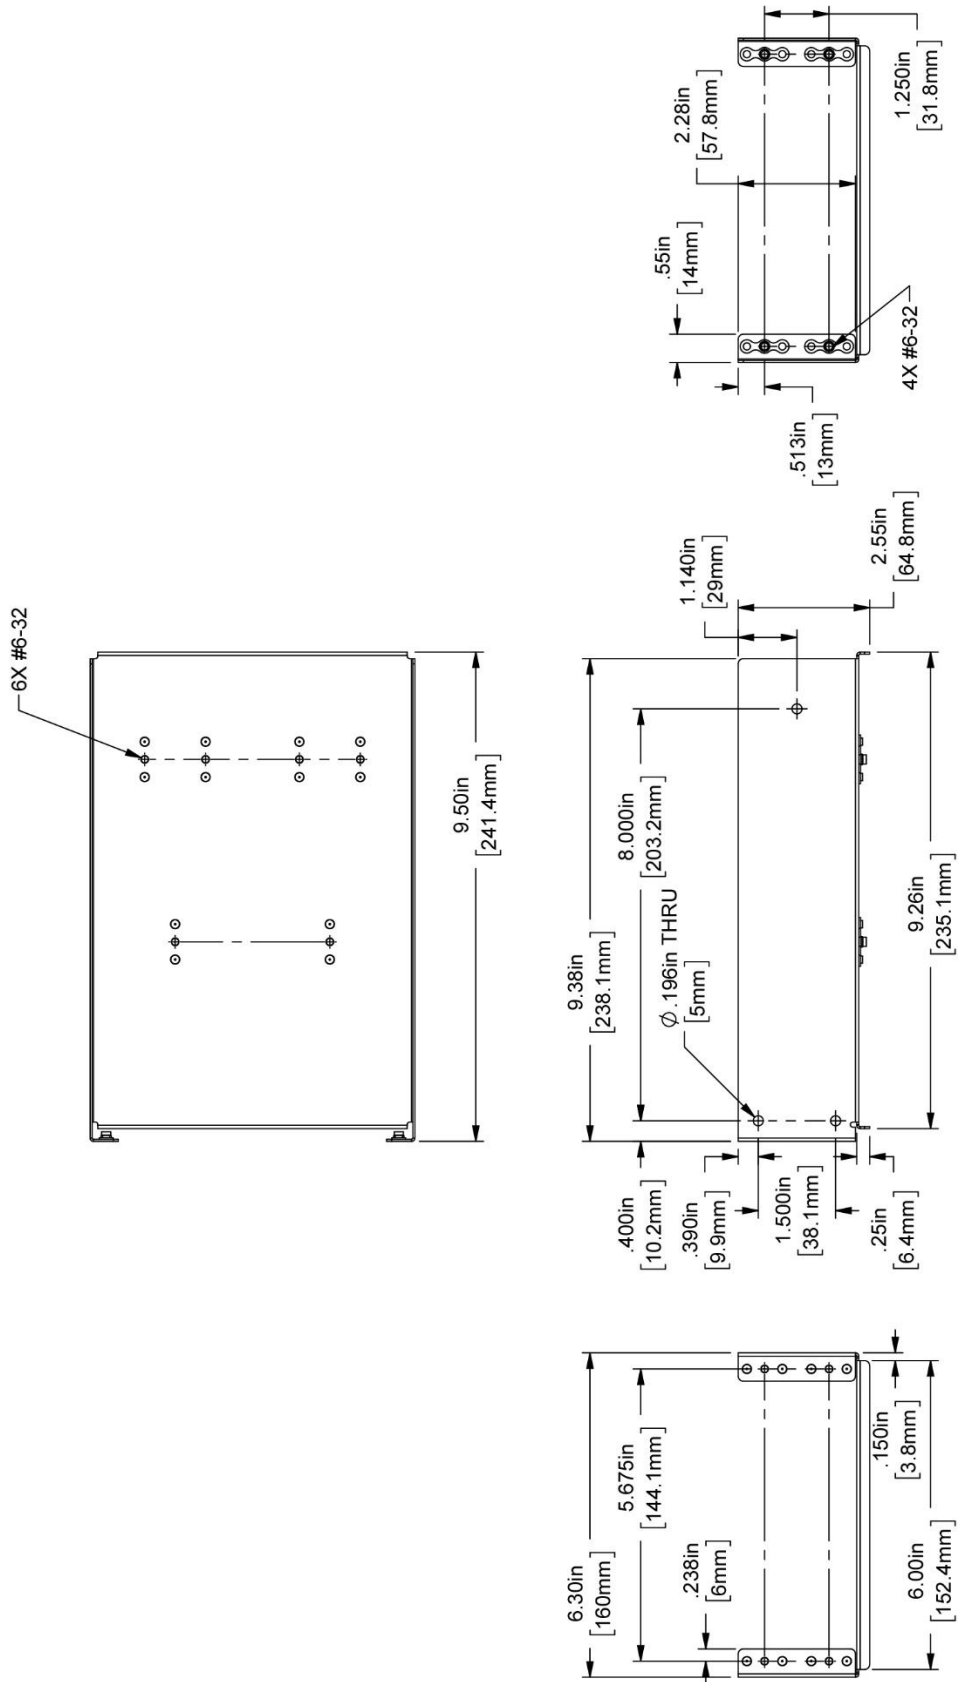 6X #6-32
9.50in
[241.4mm]
6.30in
[160mm]
5.675in
[144.1mm]
.238in
[6mm]
.150in
[3.8mm]
6.00in
[152.4mm]
9.38in
[238.1mm]
8.000in
[203.2mm]
Ø .196in THRU
[5mm]
.400in
[10.2mm]
.390in
[9.9mm]
1.500in
[38.1mm]
.25in
[6.4mm]
1.140in
[29mm]
2.55in
[64.8mm]
9.26in
[235.1mm]
.55in
[14mm]
2.28in
[57.8mm]
.513in
[13mm]
4X #6-32
1.250in
[31.8mm]